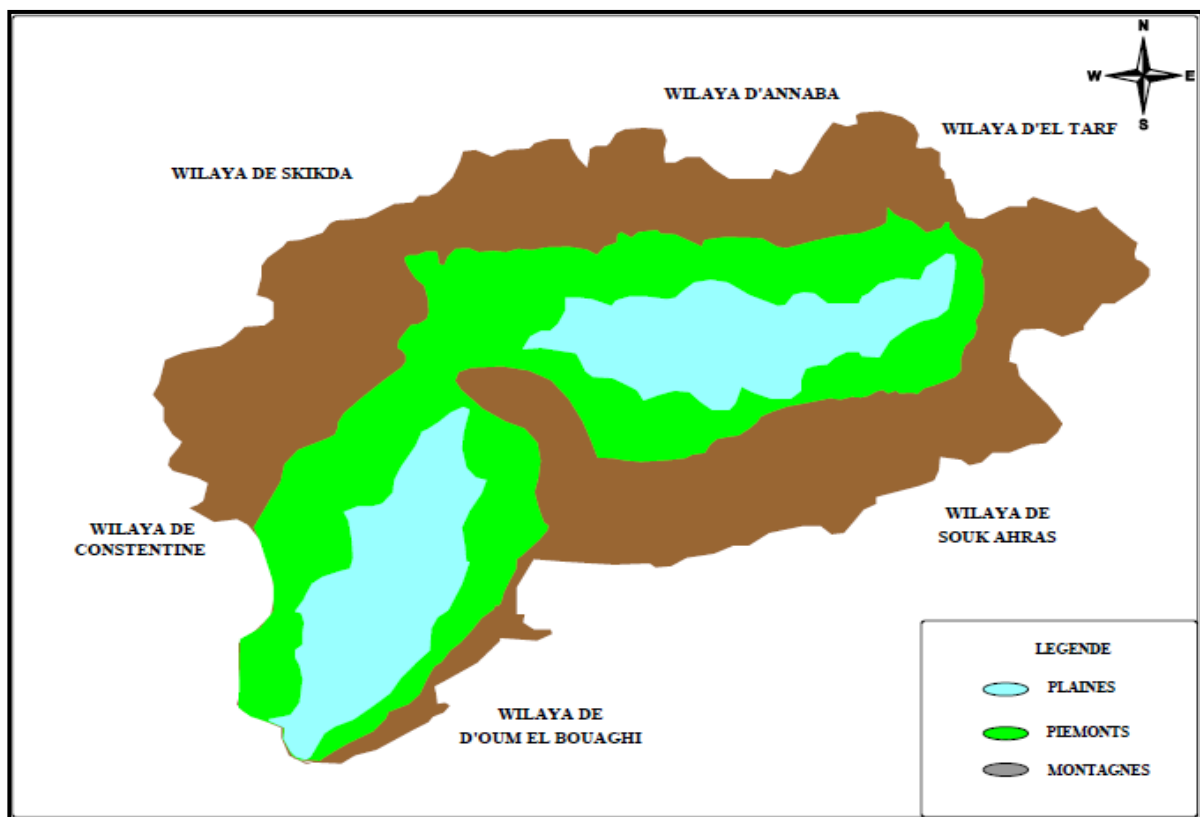 N
WILAYA D'ANNABA
W E
WILAYA D'EL TARF
S
WILAYA DE SKIKDA
WILAYA DE
CONSTENTINE
WILAYA DE
SOUK AHRAS
WILAYA DE
D'OUM EL BOUAGHI
LEGENDE
PLAINES
PIEMONTS
MONTAGNES